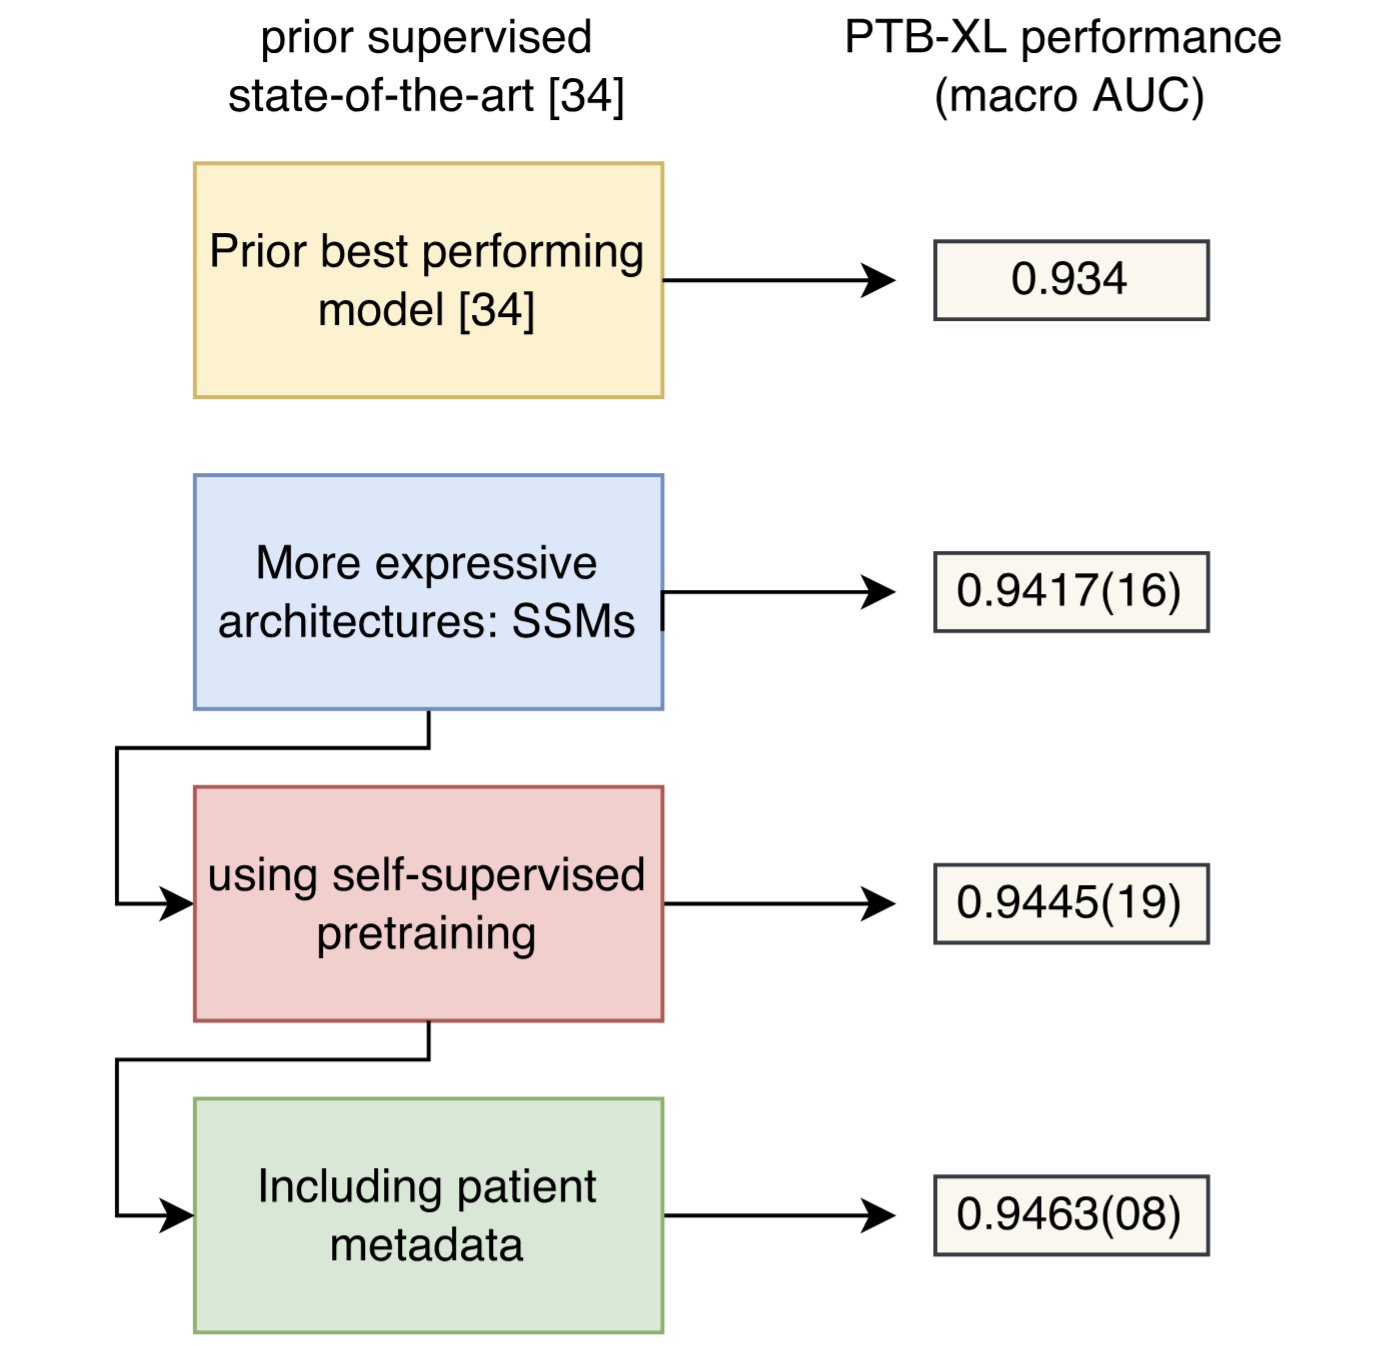 prior supervised
state-of-the-art [34]
PTB-XL performance
(macro AUC)
Prior best performing
model [34]
0.934
More expressive
architectures: SSMs
0.9417(16)
using self-supervised
pretraining
0.9445(19)
Including patient
metadata
0.9463(08)